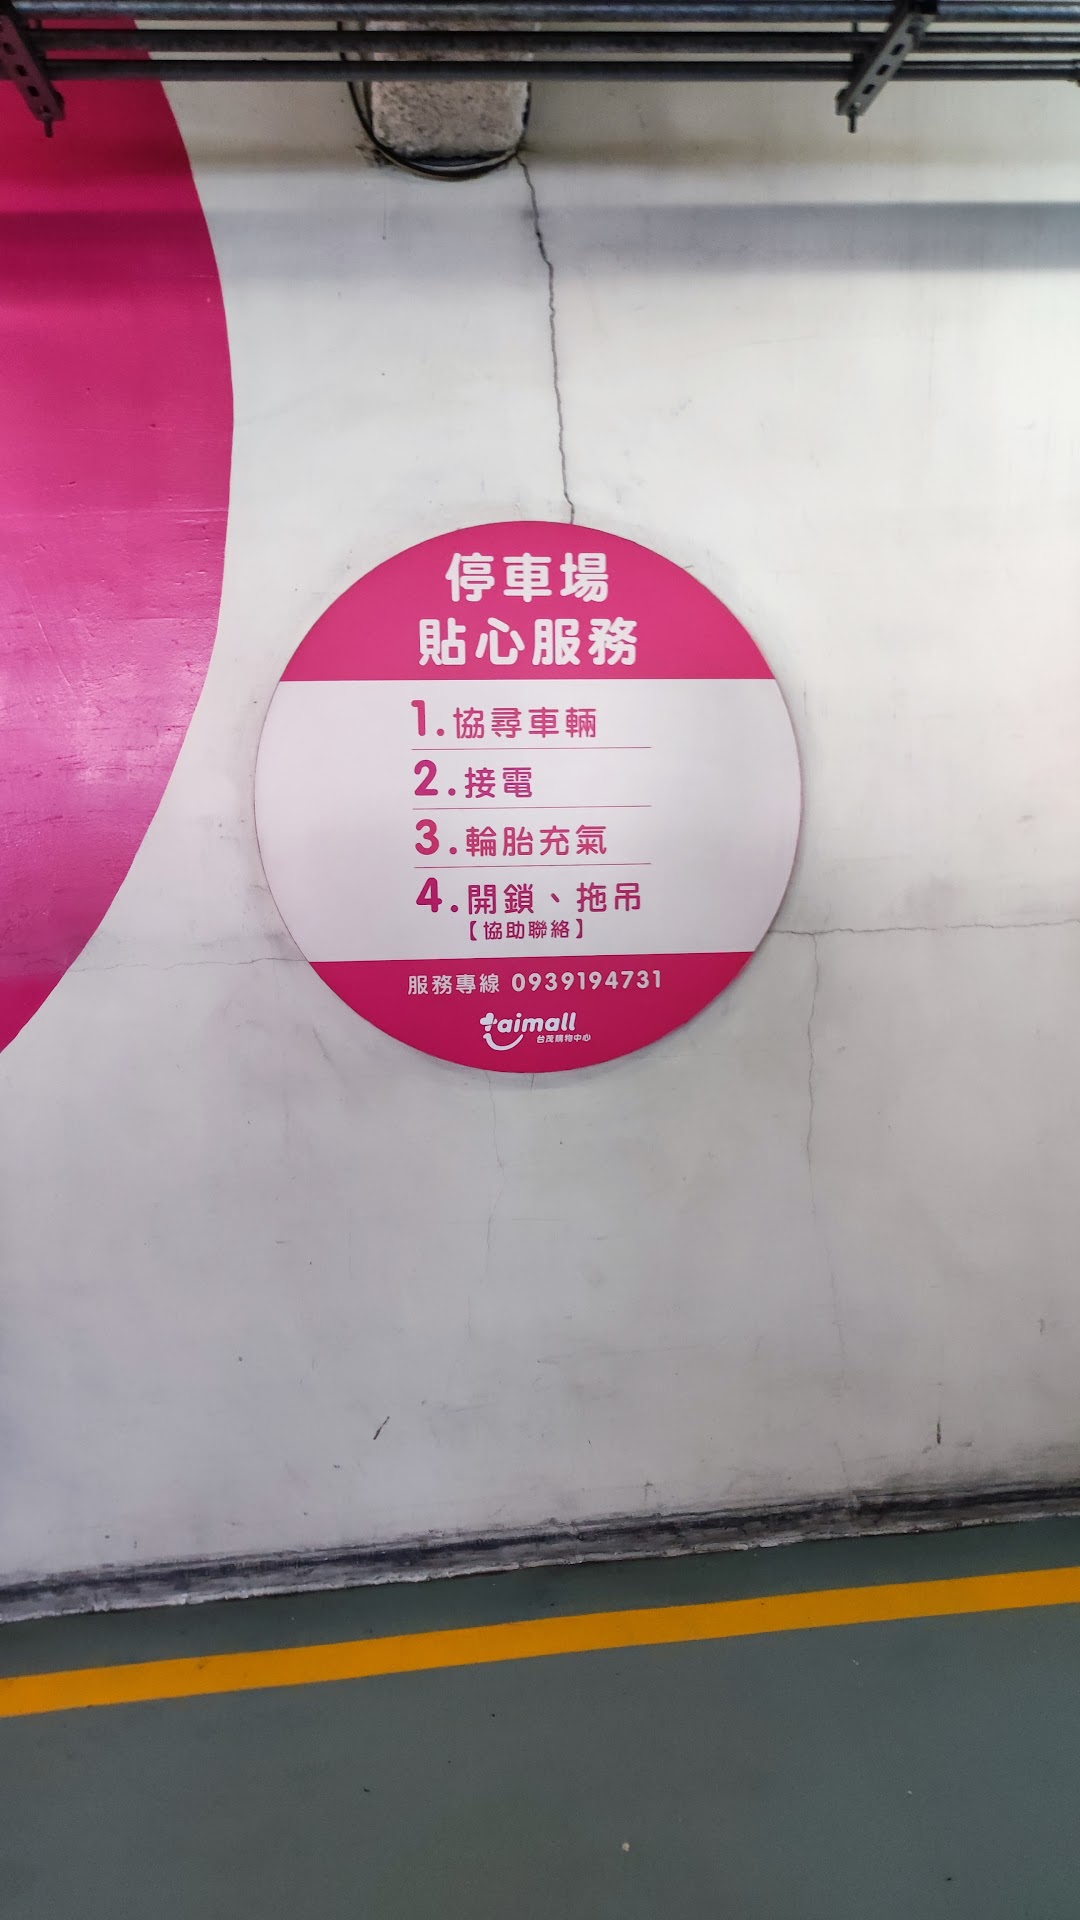 停車場
貼心服務
1.協尋車輛
2.接電
3.輪胎充氣
4.開鎖、拖吊
【協助聯絡】
服務專線 0939194731
taimall
台茂購物中心